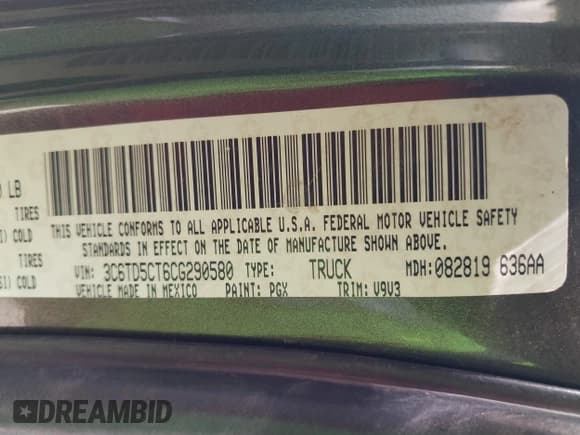 LB
TIRES
THIS VEHICLE CONFORMS TO ALL APPLICABLE U.S.A. FEDERAL MOTOR VEHICLE SAFETY
COLD
STANDARDS IN EFFECT ON THE DATE OF MANUFACTURE SHOWN ABOVE.
TIRES
VIN: 3C6TD5CT6CG290580 TYPE: TRUCK MDH: 082819 636AA
COLD
VEHICLE MADE IN MEXICO PAINT: PGX TRIM: V9V3
DREAMBID